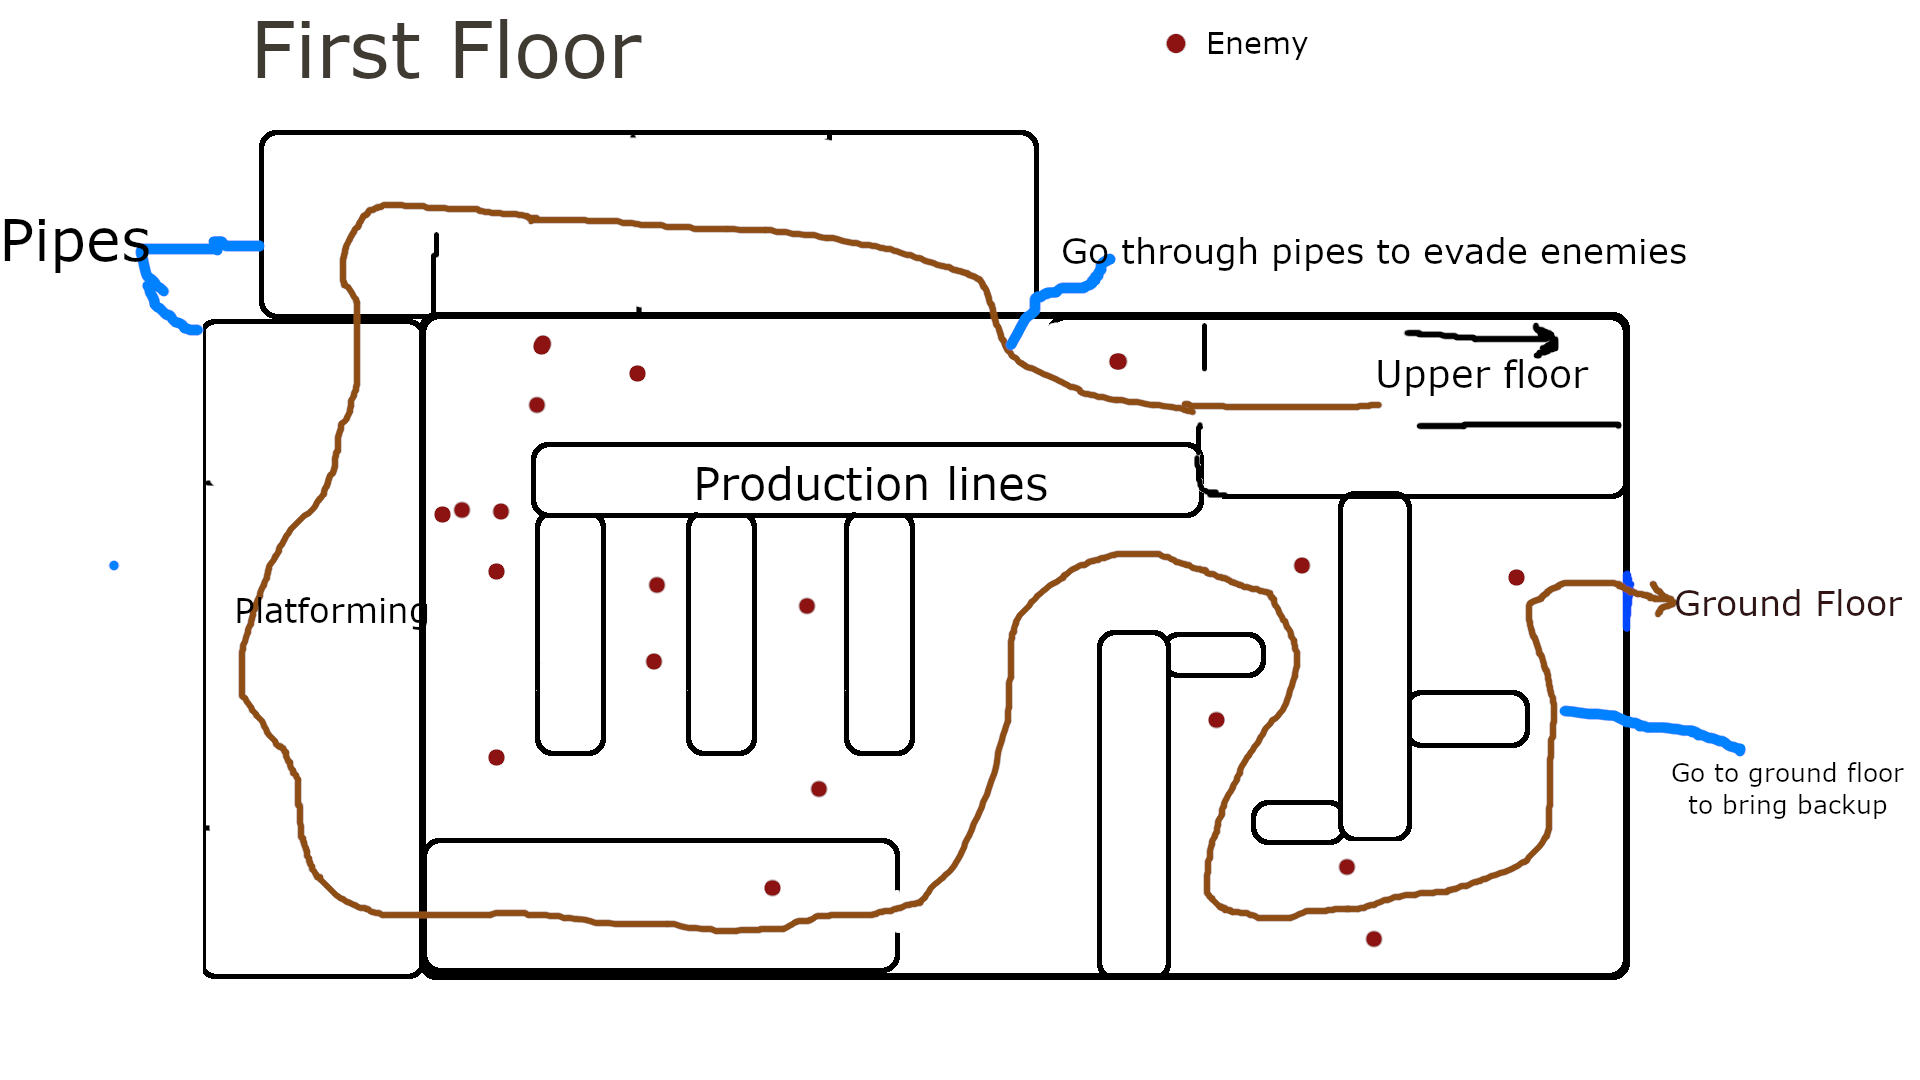 First Floor
Enemy
Pipes
Go through pipes to evade enemies
Upper floor
Production lines
Platforming
Ground Floor
Go to ground floor
to bring backup